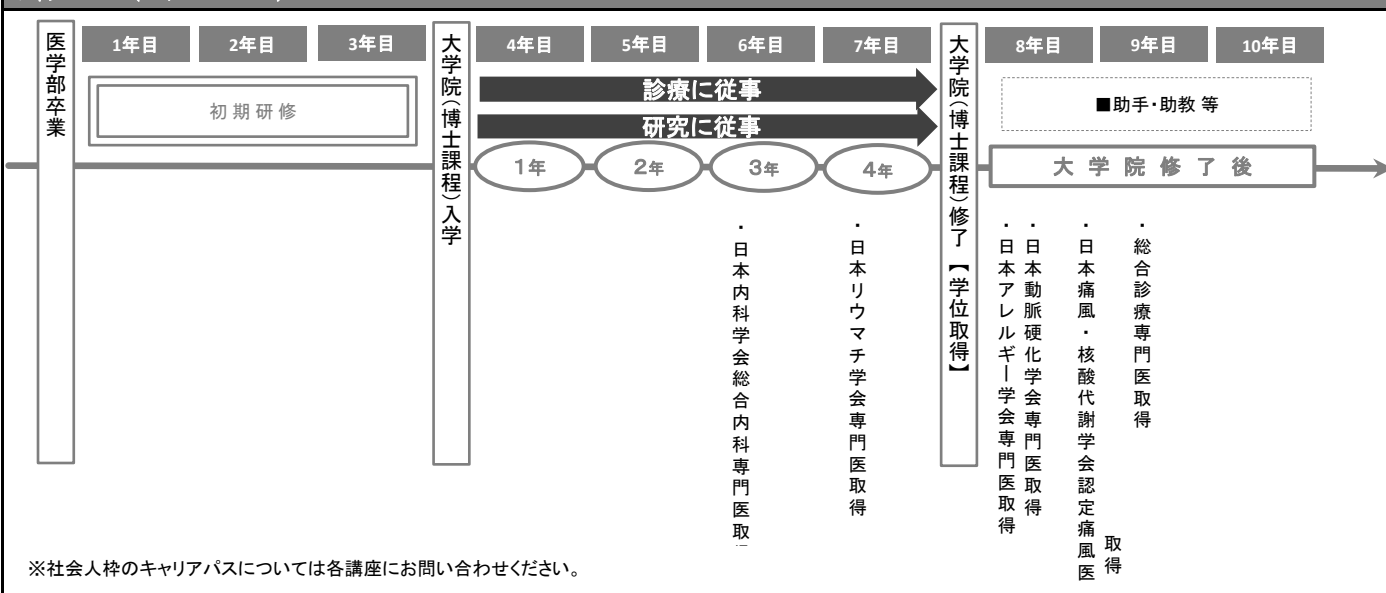 医学部卒業
1年目
2年目
3年目
初期研修
大学院(博士課程)入学
4年目
5年目
6年目
7年目
診療に従事
研究に従事
1年
2年
3年
4年
・日本内科学会総合内科専門医取
・日本リウマチ学会専門医取得
大学院(博士課程)修了【学位取得】
8年目
9年目
10年目
■助手・助教 等
大学院修了後
・日本アレルギー学会専門医取得
・日本動脈硬化学会専門医取得
・日本痛風・核酸代謝学会認定痛風医
取得
・総合診療専門医取得
※社会人枠のキャリアパスについては各講座にお問い合わせください。